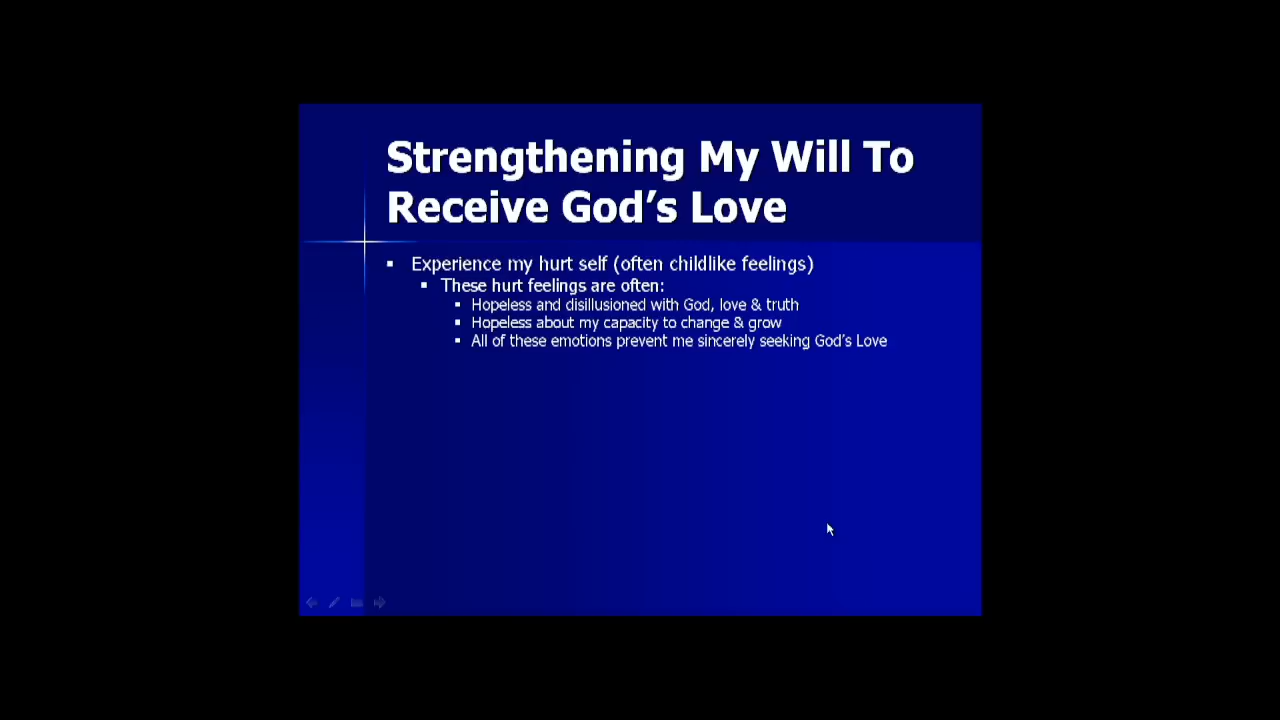 Strengthening My Will To
Receive God's Love
▪ Experience my hurt self (often childlike feelings)
▪ These hurt feelings are often:
▪ Hopeless and disillusioned with God, love & truth
▪ Hopeless about my capacity to change & grow
▪ All of these emotions prevent me sincerely seeking God's Love